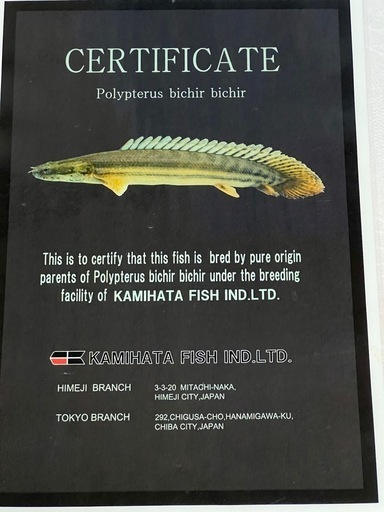 CERTIFICATE
Polypterus bichir bichir
This is to certify that this fish is bred by pure origin
parents of Polypterus bichir bichir under the breeding
facility of KAMIHATA FISH IND.LTD.
KAMIHATA FISH IND.LTD.
HIMEJI BRANCH 3-3-20 MITACHI-NAKA,
HIMEJI CITY,JAPAN
TOKYO BRANCH 292,CHIGUSA-CHO,HANAMIGAWA-KU,
CHIBA CITY,JAPAN